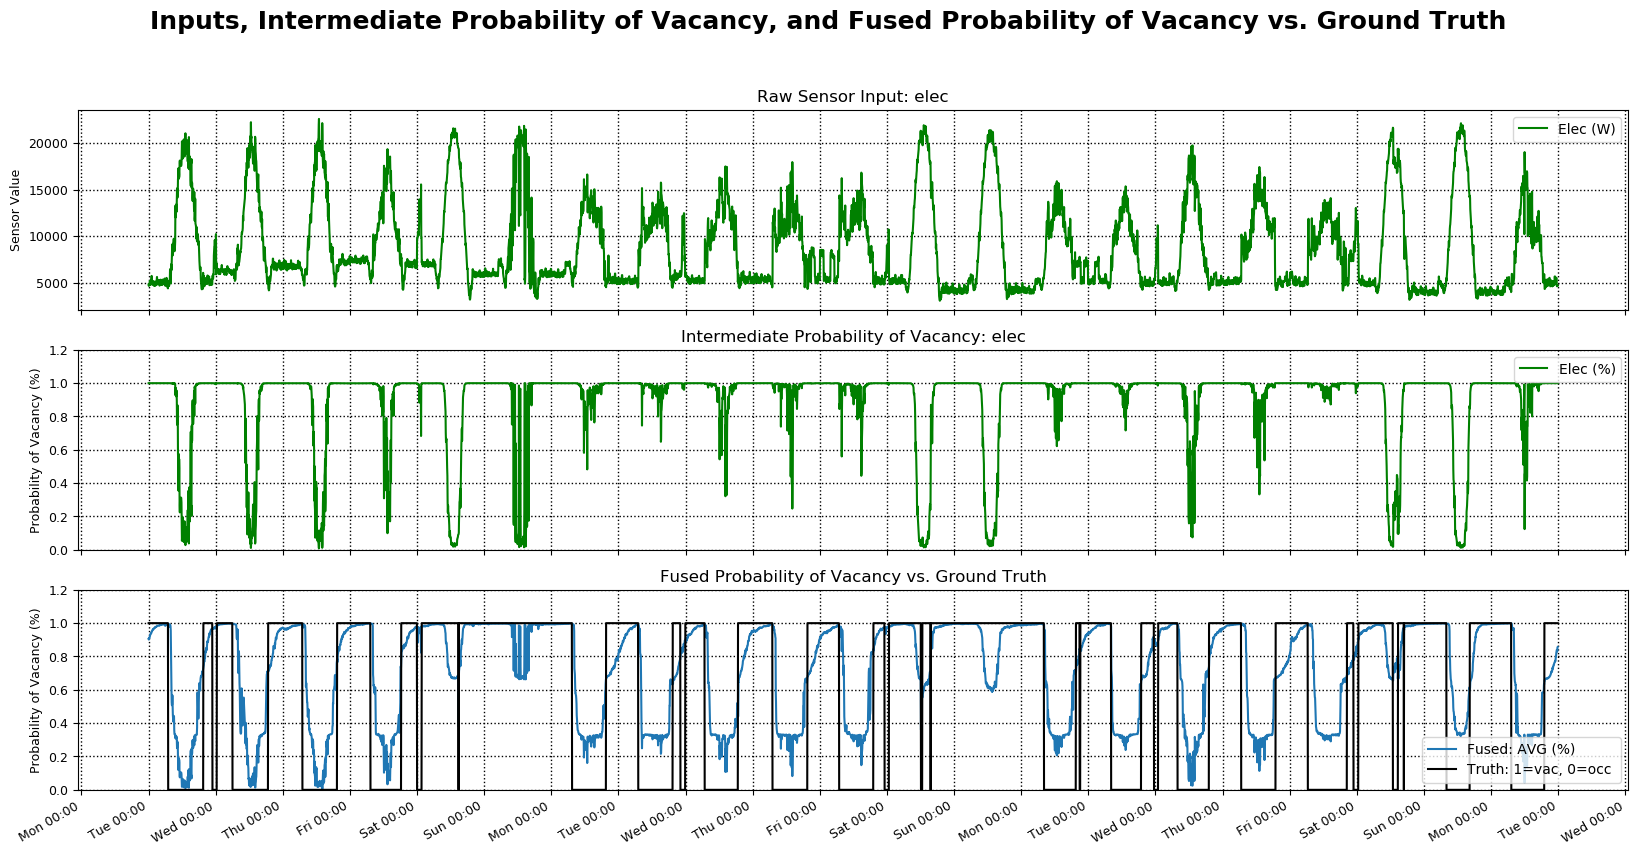 Inputs, Intermediate Probability of Vacancy, and Fused Probability of Vacancy vs. Ground Truth
Raw Sensor Input: elec
Sensor Value
20000
15000
10000
5000
Elec (W)
Intermediate Probability of Vacancy: elec
Probability of Vacancy (%)
1.2
1.0
0.8
0.6
0.4
0.2
0.0
Elec (%)
Fused Probability of Vacancy vs. Ground Truth
Probability of Vacancy (%)
1.2
1.0
0.8
0.6
0.4
0.2
0.0
Fused: AVG (%)
Truth: 1=vac, 0=occ
Mon 00:00
Tue 00:00
Wed 00:00
Thu 00:00
Fri 00:00
Sat 00:00
Sun 00:00
Mon 00:00
Tue 00:00
Wed 00:00
Thu 00:00
Fri 00:00
Sat 00:00
Sun 00:00
Mon 00:00
Tue 00:00
Wed 00:00
Thu 00:00
Fri 00:00
Sat 00:00
Sun 00:00
Mon 00:00
Tue 00:00
Wed 00:00